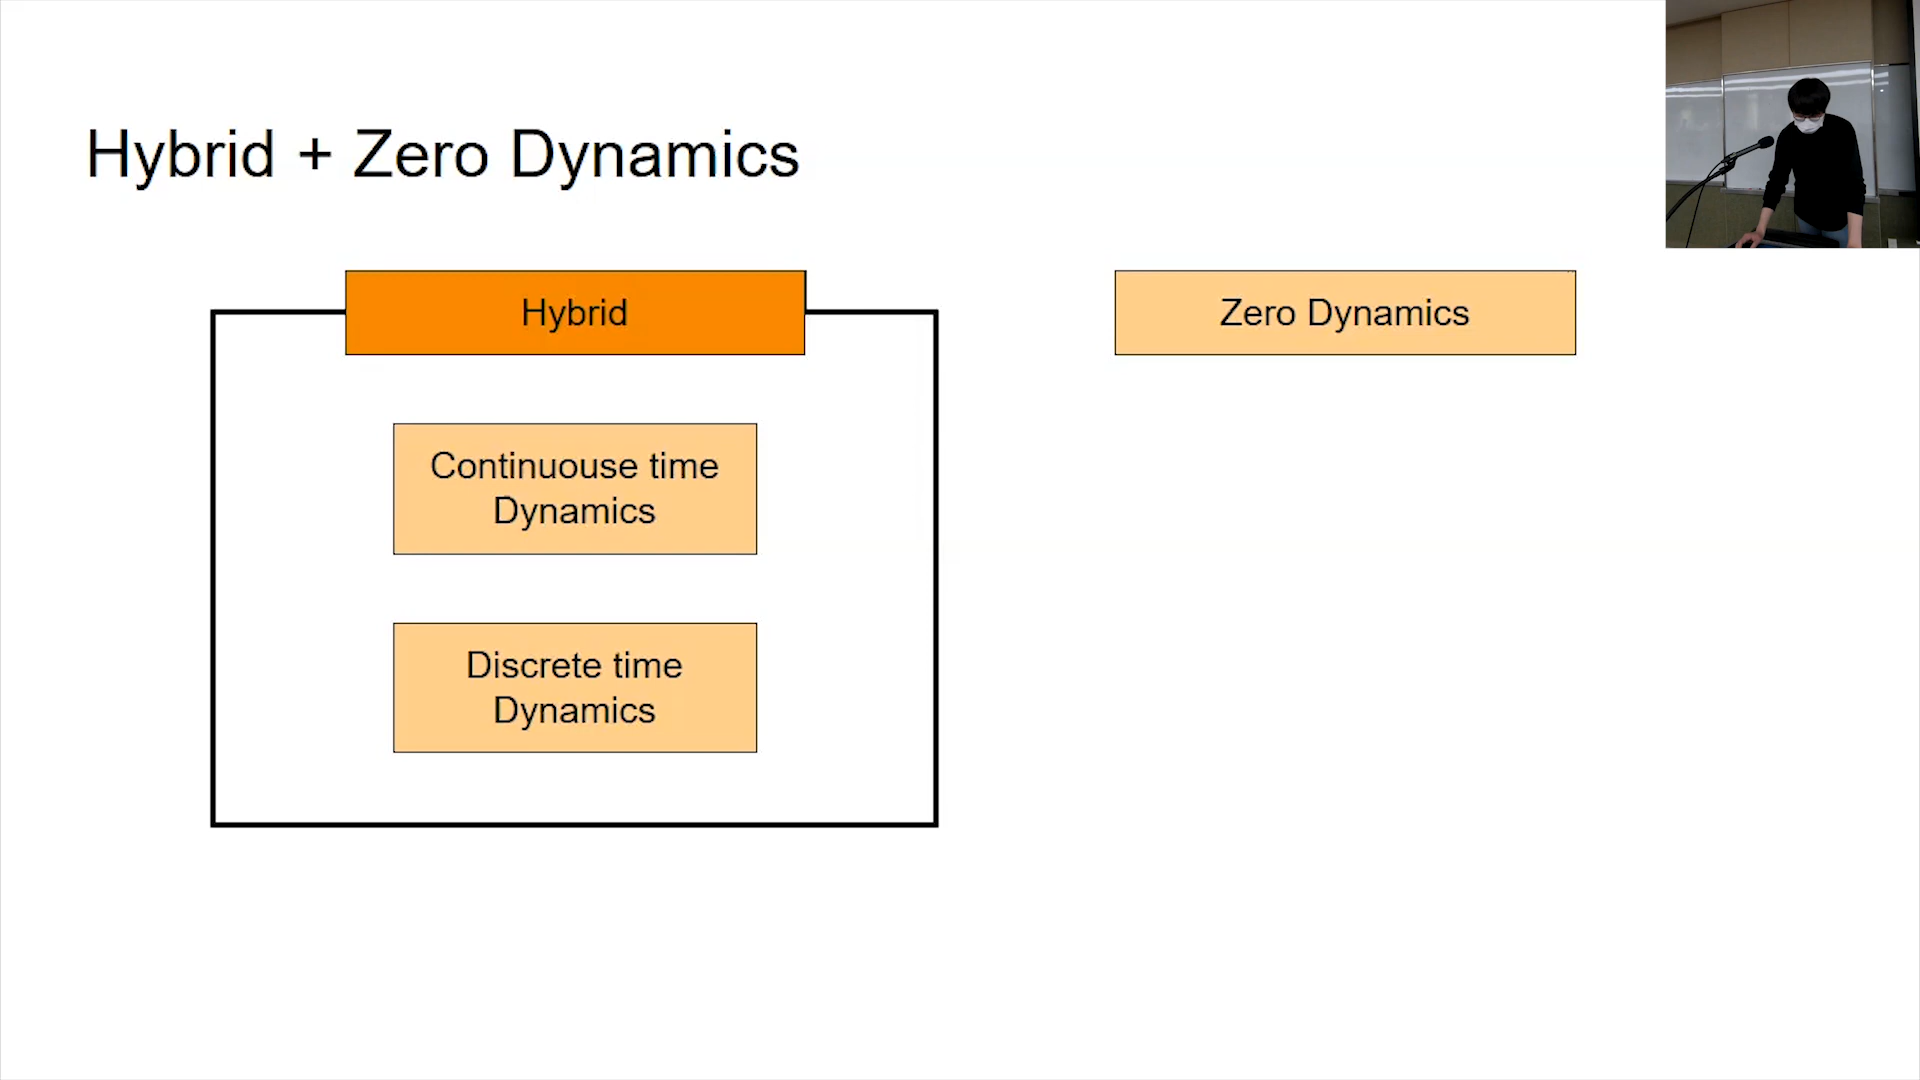 Hybrid + Zero Dynamics
Hybrid
Continuouse time
Dynamics
Discrete time
Dynamics
Zero Dynamics